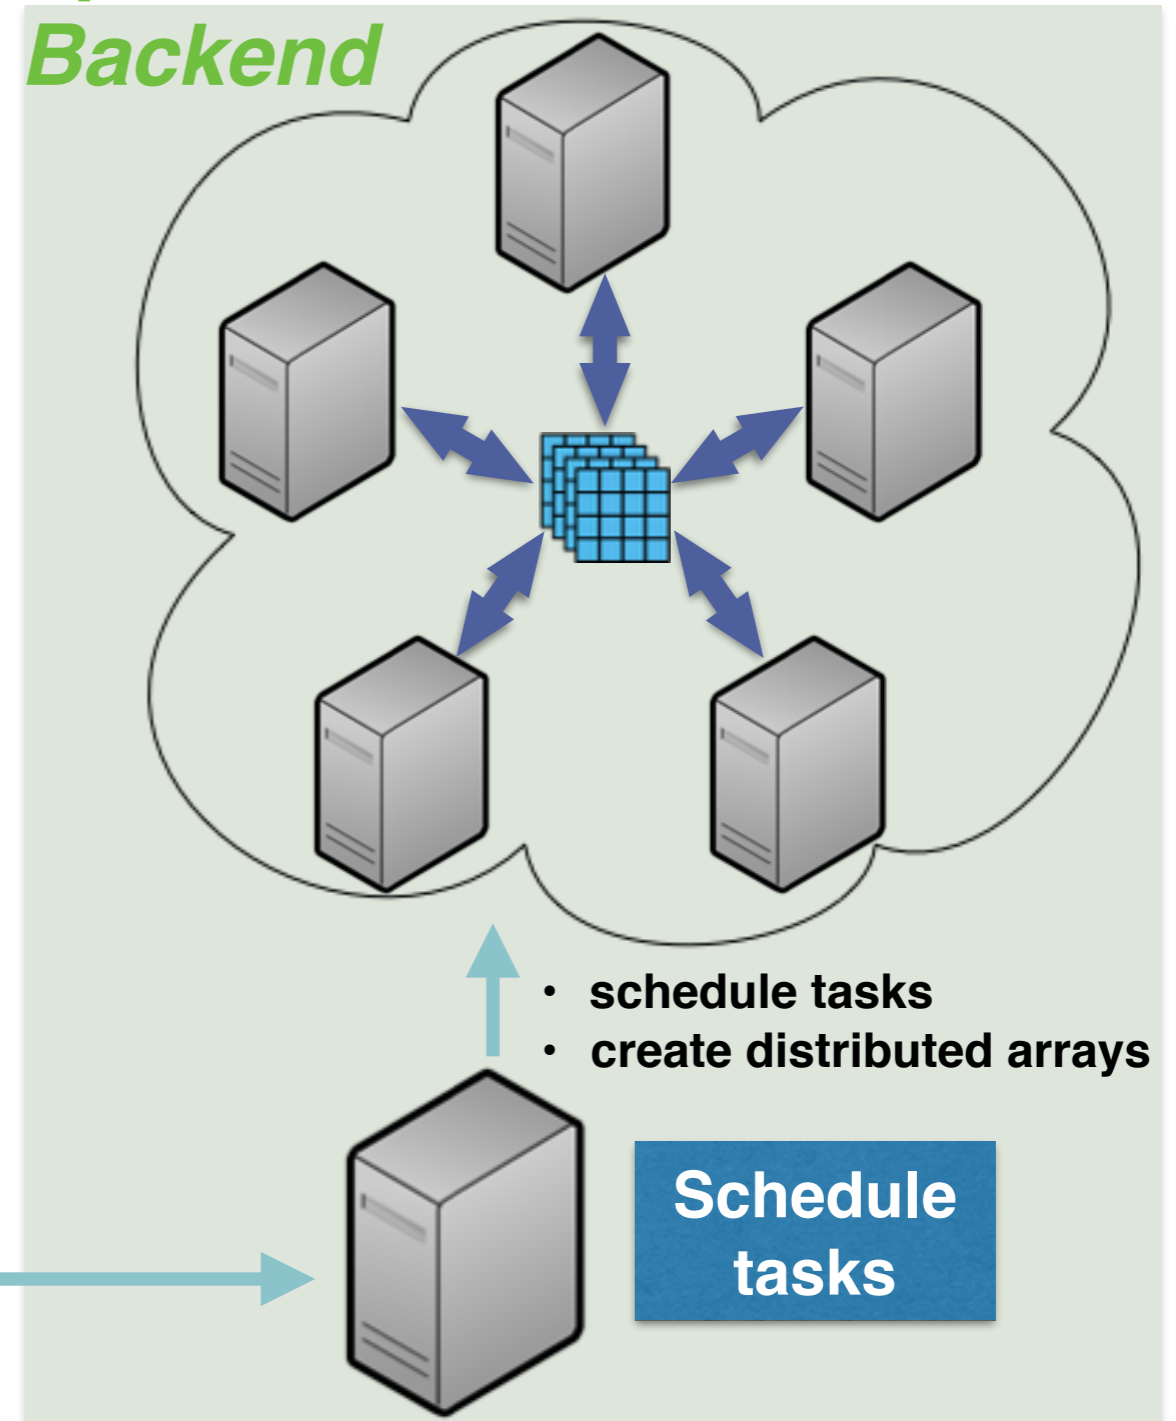 Backend
• schedule tasks
• create distributed arrays
Schedule
tasks